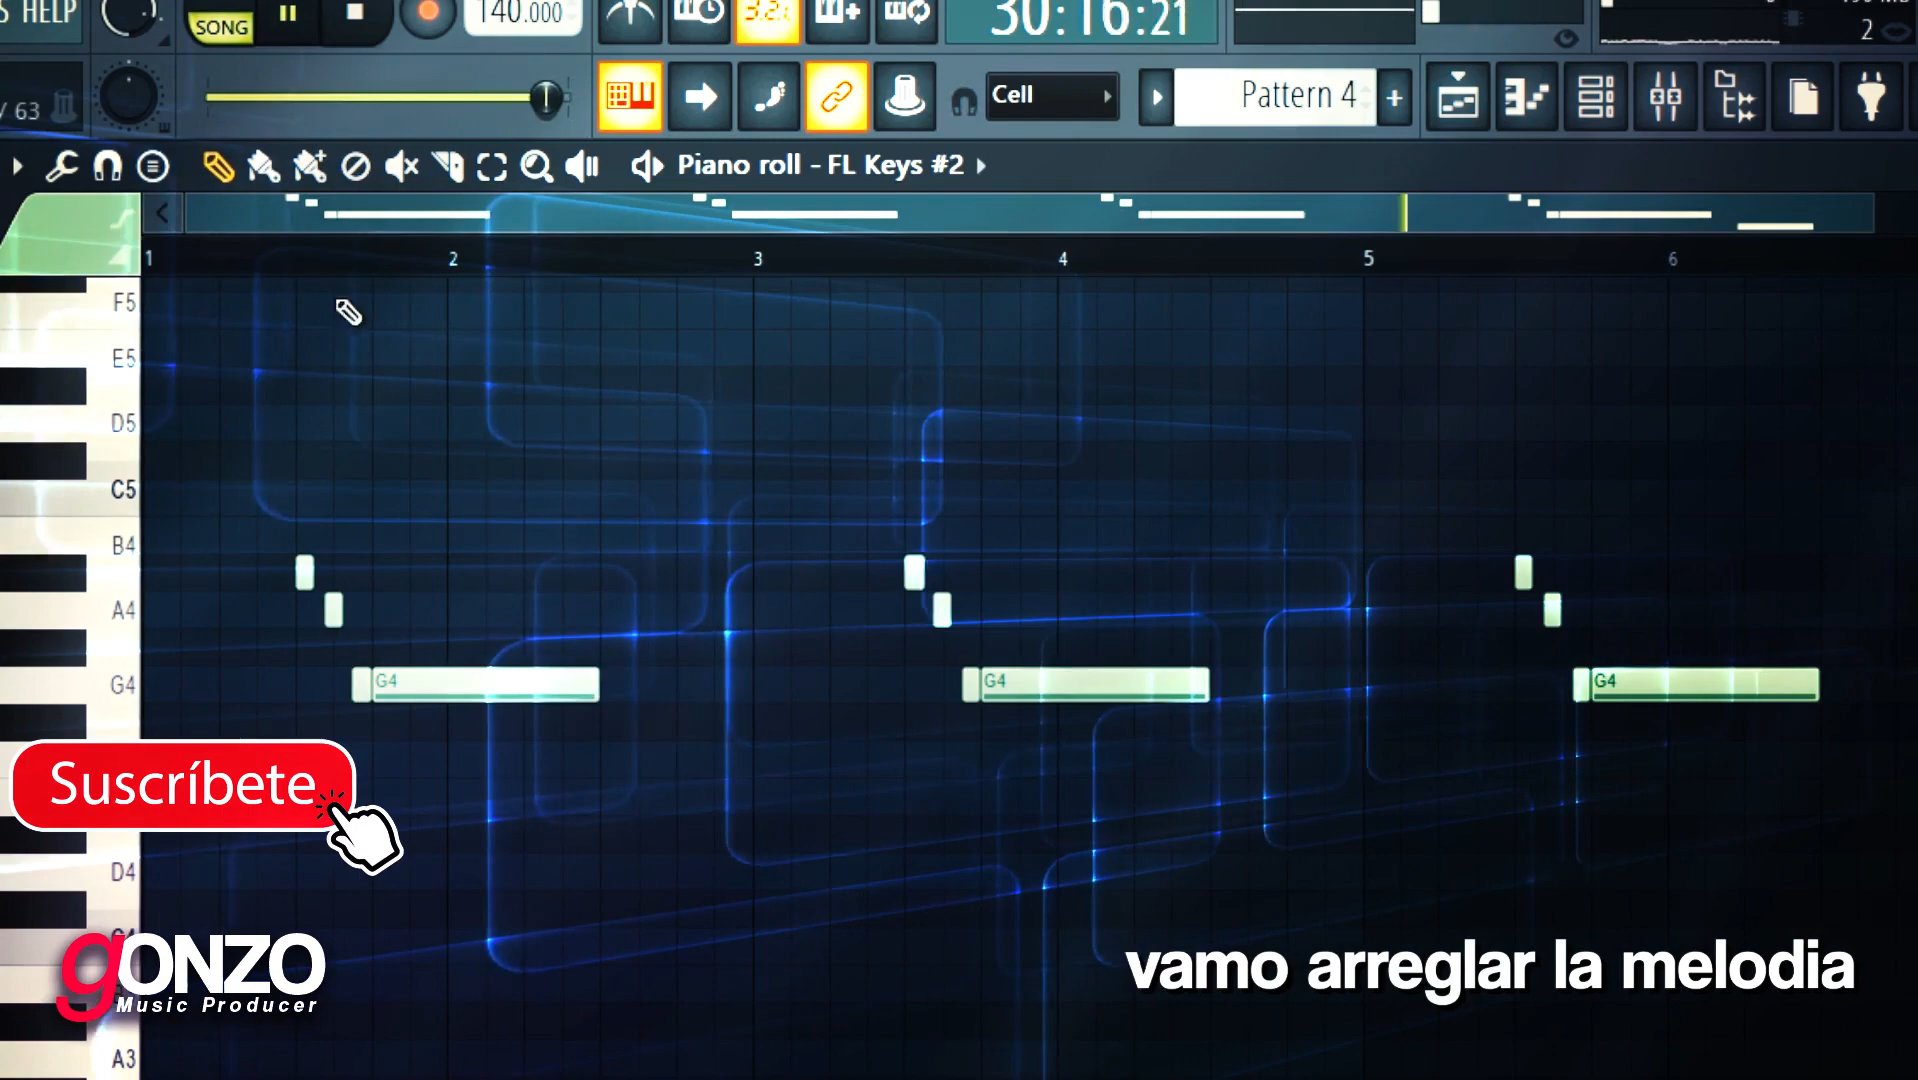 S HELP
SONG
140.000
3.2.(
30:16:21
2
/ 63
Cell
Pattern 4
Piano roll - FL Keys #2
1 2 3 4 5 6
F5
E5
D5
C5
B4
A4
G4
G4 G4 G4
Suscríbete
D4
gonzo
Music Producer
vamo arreglar la melodia
A3